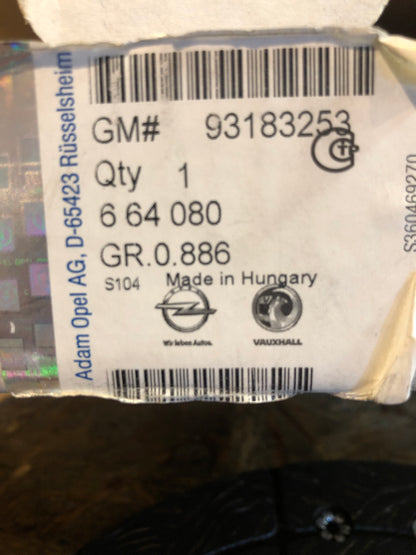 GM# 93183253
Qty 1
6 64 080
GR.0.886
S104 Made in Hungary
Wir leben Autos.
VAUXHALL
Adam Opel AG, D-65423 Rüsselsheim
S360469270